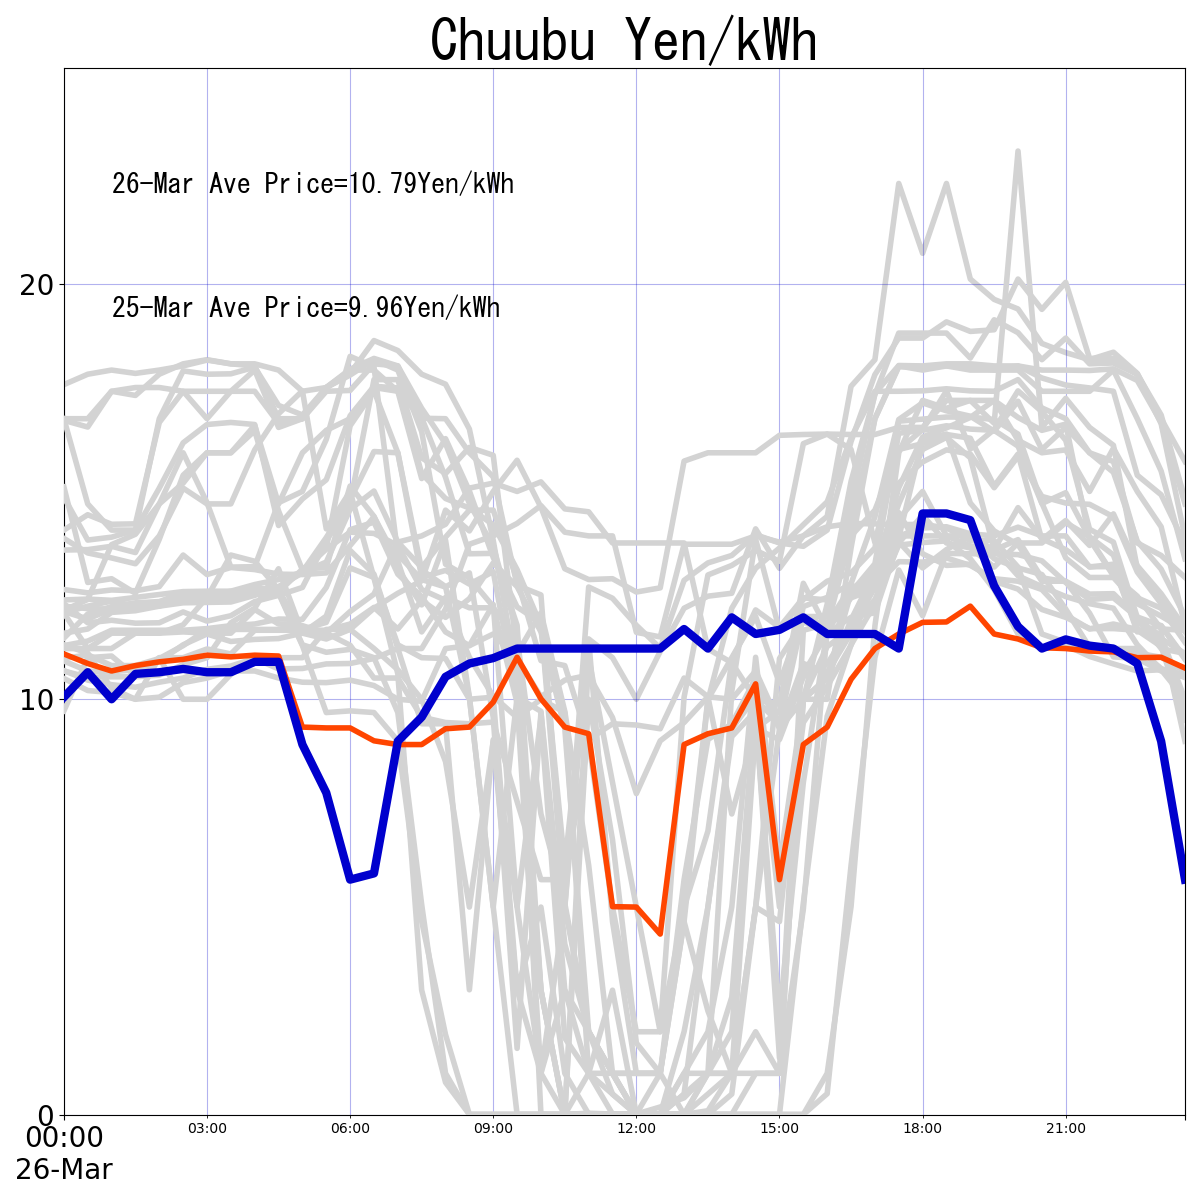 Chuubu Yen/kWh
26-Mar Ave Price=10.79Yen/kWh
25-Mar Ave Price=9.96Yen/kWh
20
10
0
00:00 03:00 06:00 09:00 12:00 15:00 18:00 21:00
26-Mar